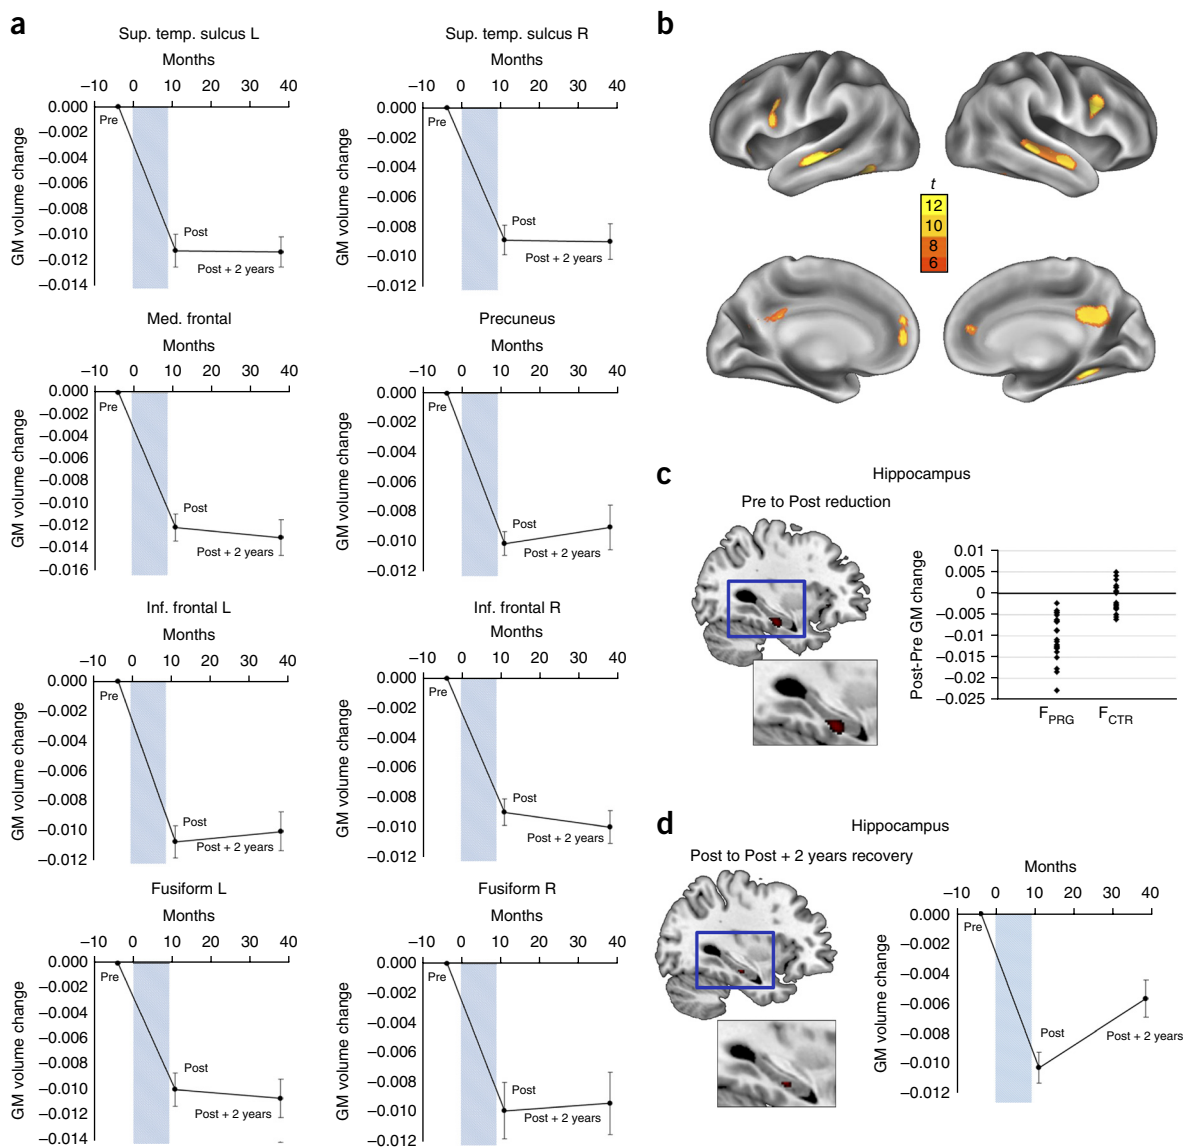 a
Sup. temp. sulcus L
Months
–10 0 10 20 30 40
0.000
–0.002
–0.004
–0.006
–0.008
–0.010
–0.012
–0.014
GM volume change
Pre
Post
Post + 2 years
Sup. temp. sulcus R
Months
–10 0 10 20 30 40
0.000
–0.002
–0.004
–0.006
–0.008
–0.010
–0.012
GM volume change
Pre
Post
Post + 2 years
Med. frontal
Months
–10 0 10 20 30 40
0.000
–0.002
–0.004
–0.006
–0.008
–0.010
–0.012
–0.014
–0.016
GM volume change
Pre
Post
Post + 2 years
Precuneus
Months
–10 0 10 20 30 40
0.000
–0.002
–0.004
–0.006
–0.008
–0.010
–0.012
GM volume change
Pre
Post
Post + 2 years
Inf. frontal L
Months
–10 0 10 20 30 40
0.000
–0.002
–0.004
–0.006
–0.008
–0.010
–0.012
GM volume change
Pre
Post
Post + 2 years
Inf. frontal R
Months
–10 0 10 20 30 40
0.000
–0.002
–0.004
–0.006
–0.008
–0.010
–0.012
GM volume change
Pre
Post
Post + 2 years
Fusiform L
Months
–10 0 10 20 30 40
0.000
–0.002
–0.004
–0.006
–0.008
–0.010
–0.012
–0.014
GM volume change
Pre
Post
Post + 2 years
Fusiform R
Months
–10 0 10 20 30 40
0.000
–0.002
–0.004
–0.006
–0.008
–0.010
–0.012
GM volume change
Pre
Post
Post + 2 years
b
t
12
10
8
6
c
Hippocampus
Pre to Post reduction
Post-Pre GM change
0.01
0.005
0
–0.005
–0.01
–0.015
–0.02
–0.025
FPRG FCTR
d
Hippocampus
Post to Post + 2 years recovery
Months
–10 0 10 20 30 40
0.000
–0.002
–0.004
–0.006
–0.008
–0.010
–0.012
GM volume change
Pre
Post
Post + 2 years